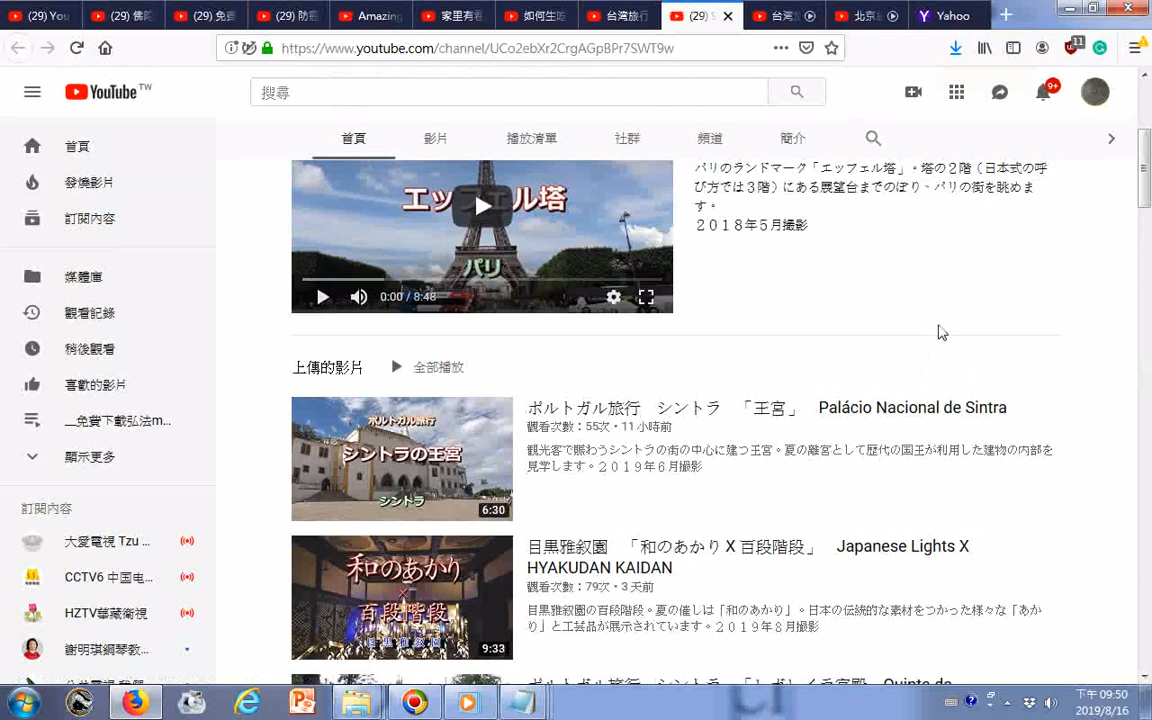 (29) You
(29) 佛陀
(29) 免費
(29) 防癌
Amazing
家里有
如何生
台湾旅行
(29) S
台湾
北京
Yahoo
https://www.youtube.com/channel/UCo2ebXr2CrgAGpBPr7SWT9w
11
YouTube TW
搜尋
9+
首頁
影片
播放清單
社群
頻道
簡介
首頁
發燒影片
訂閱內容
媒體庫
觀看記錄
稍後觀看
喜歡的影片
__免費下載弘法m...
顯示更多
訂閱內容
大愛電視 Tzu ...
CCTV6 中国电...
HZTV華藏衛視
謝明琪鋼琴教...
エッフェル塔
パリ
0:00 / 8:48
パリのランドマーク「エッフェル塔」。塔の２階（日本式の呼
び方では３階）にある展望台までのぼり、パリの街を眺めま
す。
２０１８年５月撮影
上傳的影片
全部播放
ポルトガル旅行
シントラの王宮
シントラ
6:30
ポルトガル旅行　シントラ　「王宮」　Palácio Nacional de Sintra
觀看次數：55次・11 小時前
観光客で賑わうシントラの街の中心に建つ王宮。夏の離宮として歴代の国王が利用した建物の内部を
見学します。２０１９年６月撮影
和のあかり
×
百段階段
目黒雅叙園
9:33
目黒雅叙園　「和のあかり X 百段階段」　Japanese Lights X
HYAKUDAN KAIDAN
觀看次數：79次・3 天前
目黒雅叙園の百段階段。夏の催しは「和のあかり」。日本の伝統的な素材をつかった様々な「あか
り」と工芸品が展示されています。２０１９年８月撮影
下午 09:50
2019/8/16